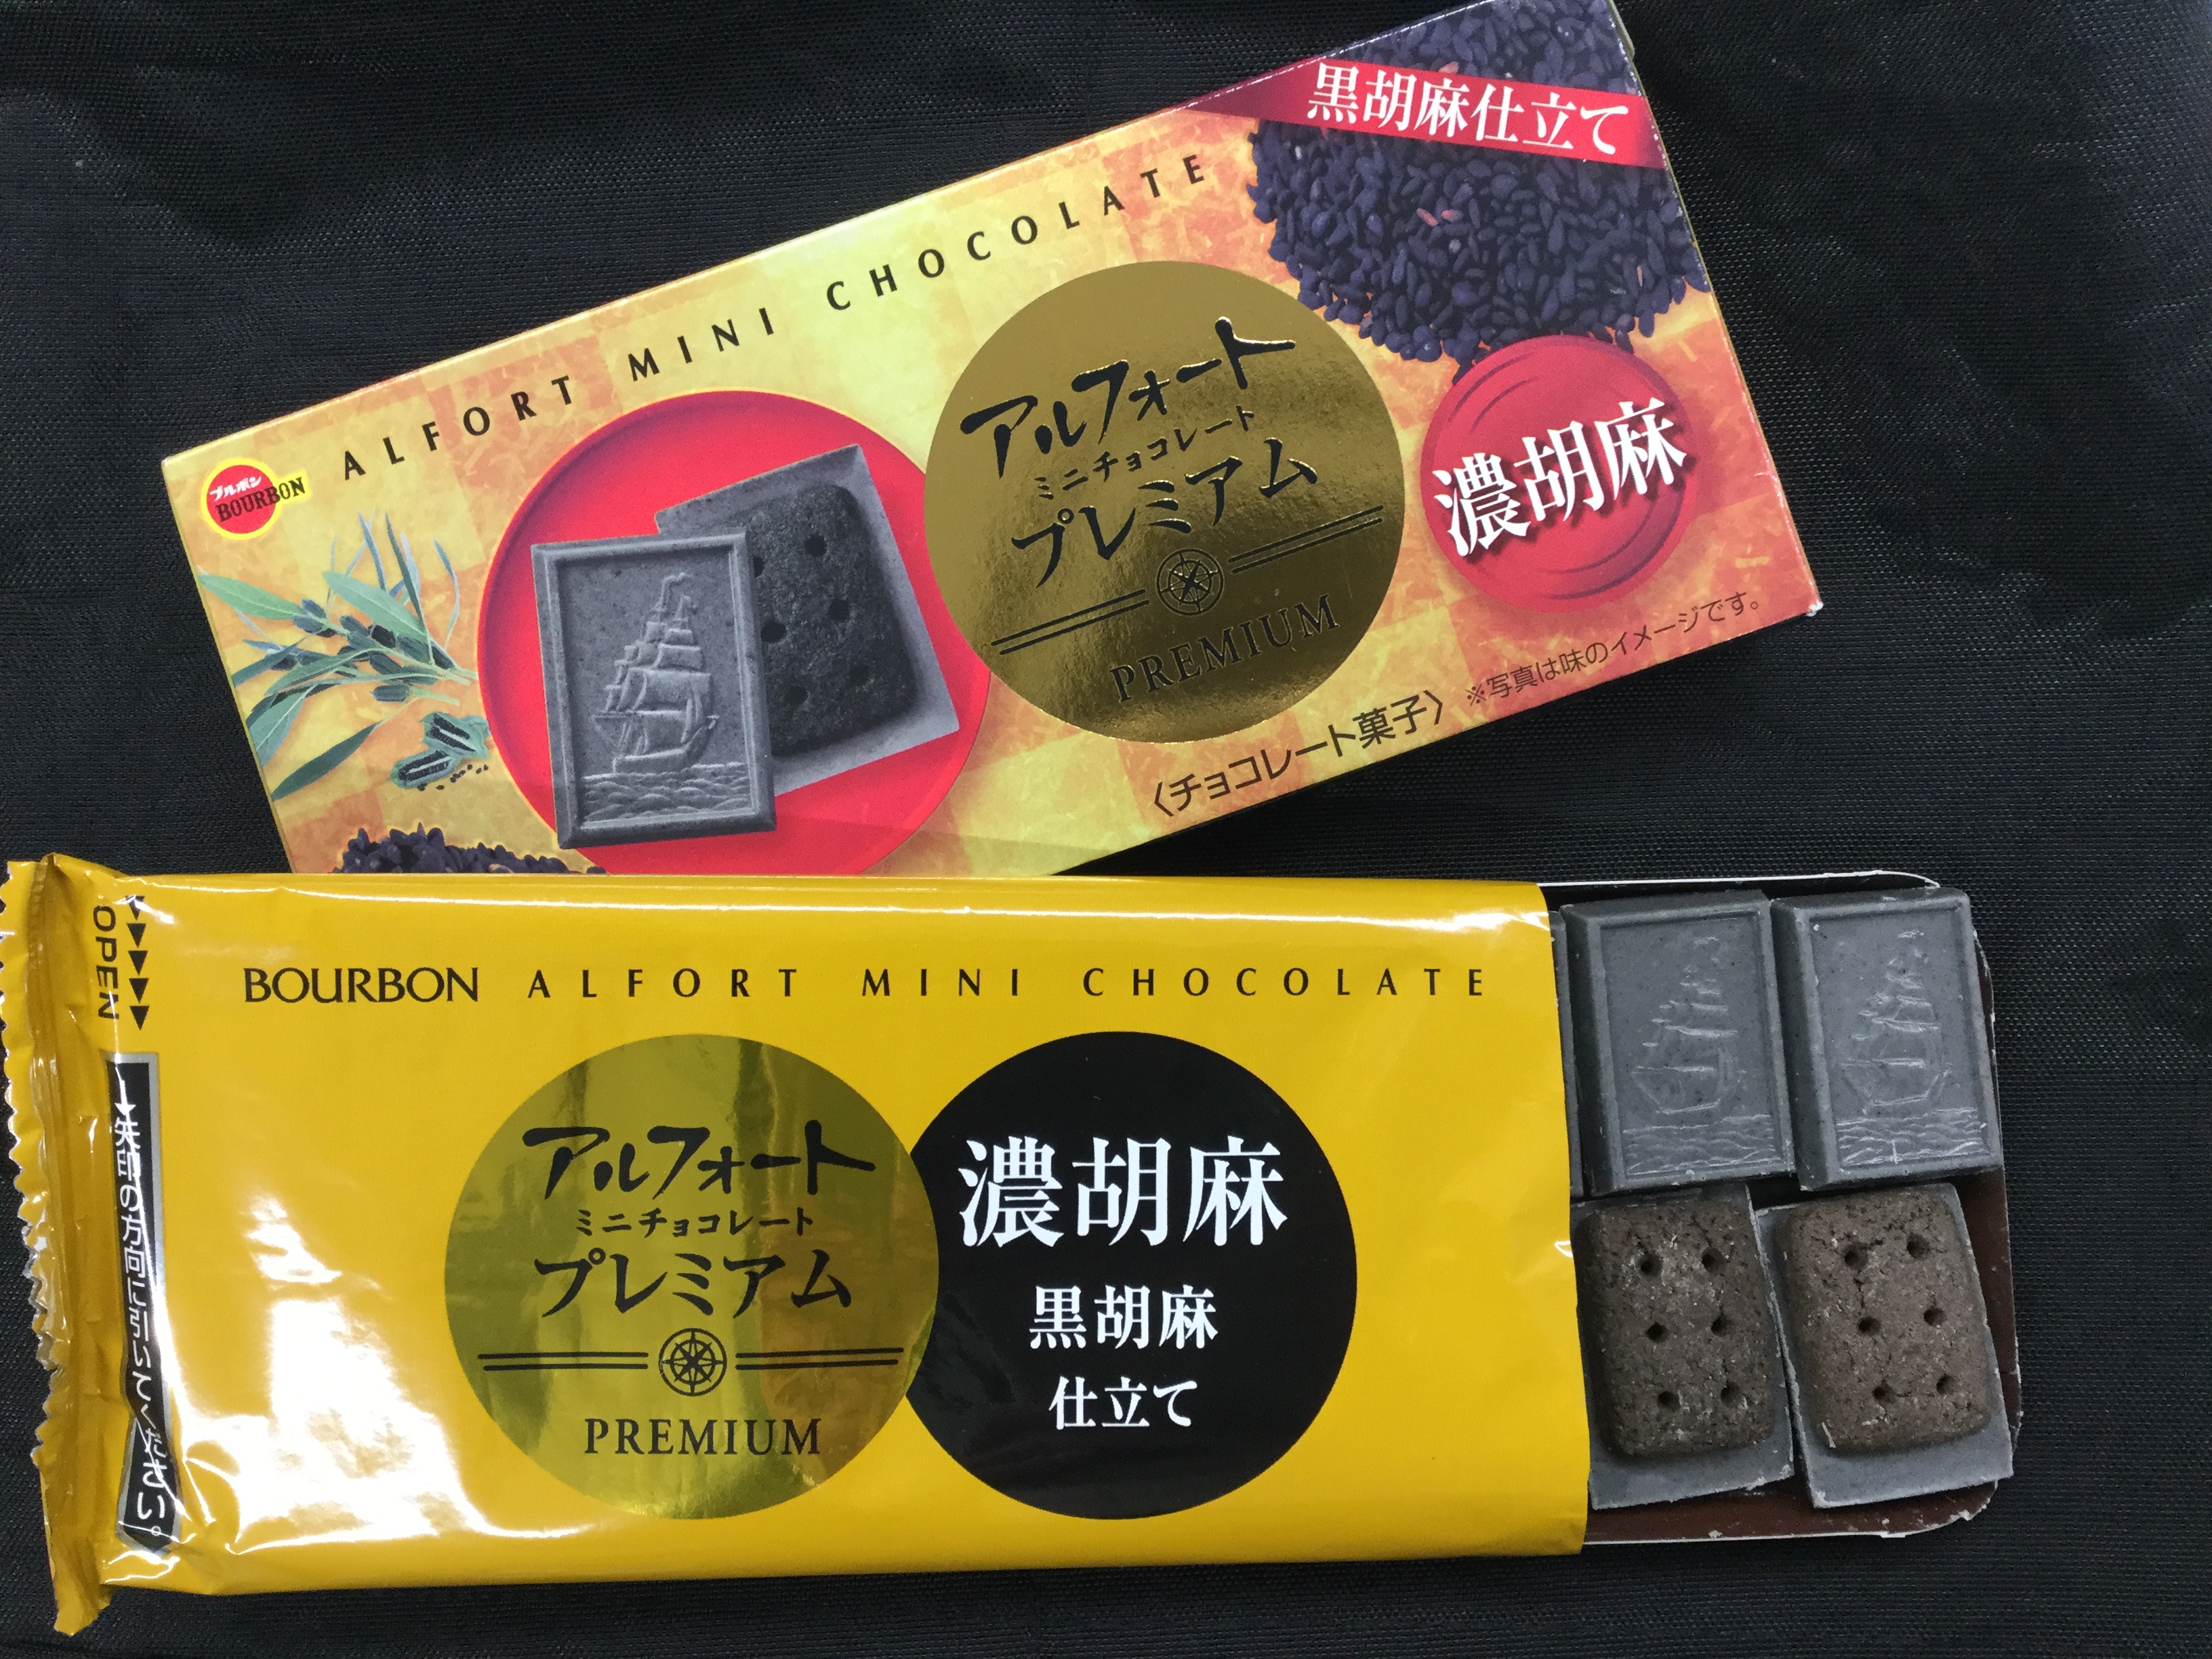 黒胡麻仕立て
ALFORT MINI CHOCOLATE
ブルボン
BOURBON
アルフォート
ミニチョコレート
プレミアム
PREMIUM
濃胡麻
〈チョコレート菓子〉
※写真は味のイメージです。
OPEN
矢印の方向に引いてください。
BOURBON ALFORT MINI CHOCOLATE
アルフォート
ミニチョコレート
プレミアム
PREMIUM
濃胡麻
黒胡麻
仕立て